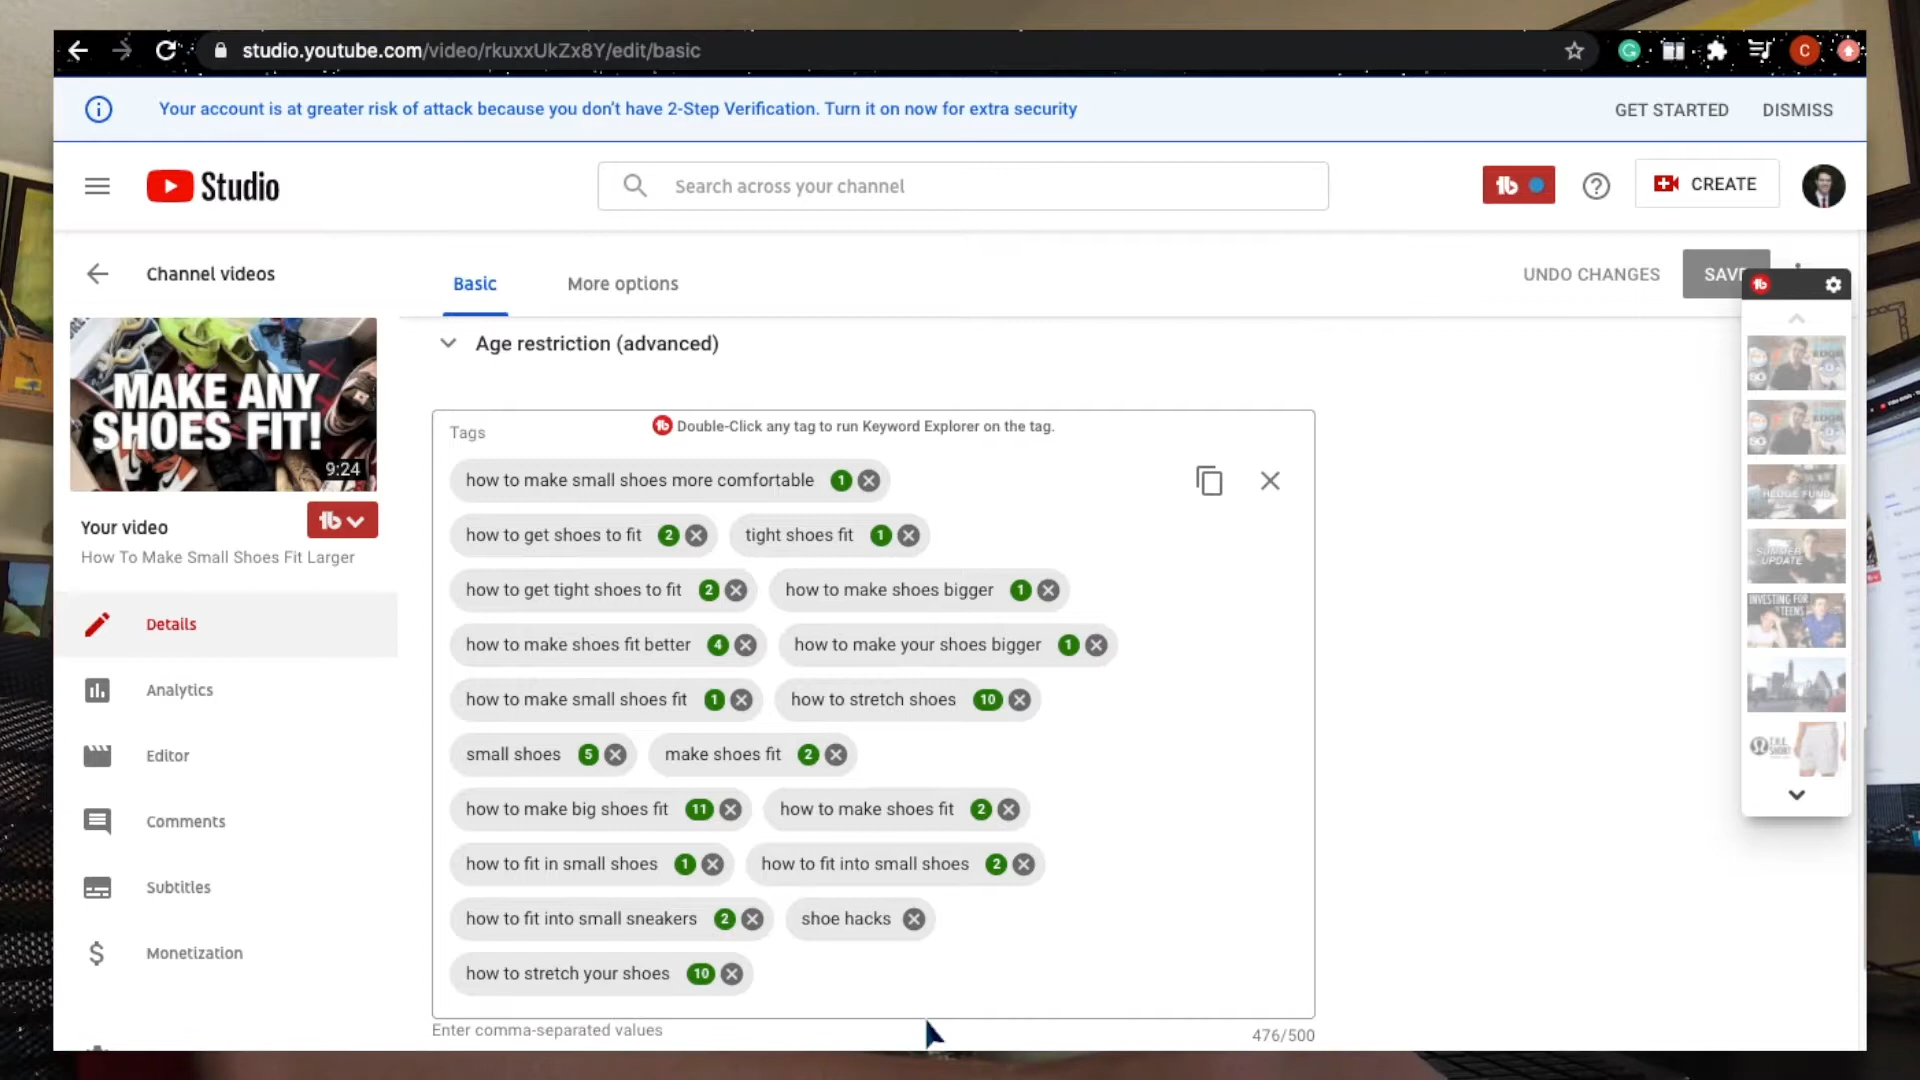 studio.youtube.com/video/rkuxxUkZx8Y/edit/basic
C
Your account is at greater risk of attack because you don't have 2-Step Verification. Turn it on now for extra security
GET STARTED
DISMISS
Studio
Search across your channel
CREATE
Channel videos
Basic
More options
UNDO CHANGES
SAVE
MAKE ANY
SHOES FIT!
9:24
Your video
How To Make Small Shoes Fit Larger
Details
Analytics
Editor
Comments
Subtitles
Monetization
Age restriction (advanced)
Tags
Double-Click any tag to run Keyword Explorer on the tag.
how to make small shoes more comfortable 1
how to get shoes to fit 2 tight shoes fit 1
how to get tight shoes to fit 2 how to make shoes bigger 1
how to make shoes fit better 4 how to make your shoes bigger 1
how to make small shoes fit 1 how to stretch shoes 10
small shoes 5 make shoes fit 2
how to make big shoes fit 11 how to make shoes fit 2
how to fit in small shoes 1 how to fit into small shoes 2
how to fit into small sneakers 2 shoe hacks
how to stretch your shoes 10
Enter comma-separated values
476/500
HEDGE FUND
SUMMER
UPDATE
INVESTING FOR
TEENS
SHORT